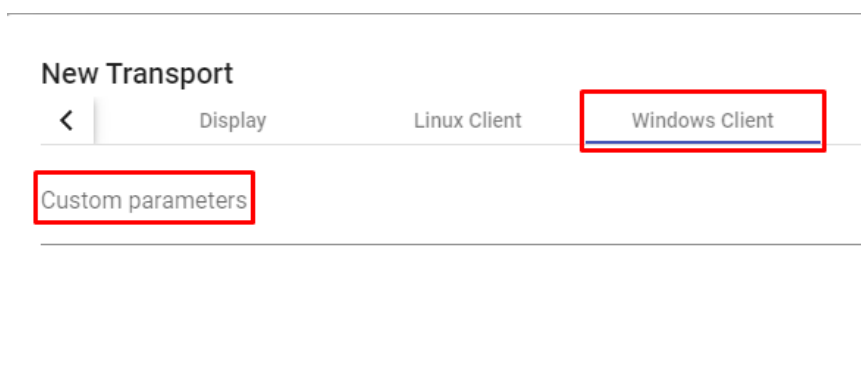 New Transport
Display Linux Client Windows Client
Custom parameters